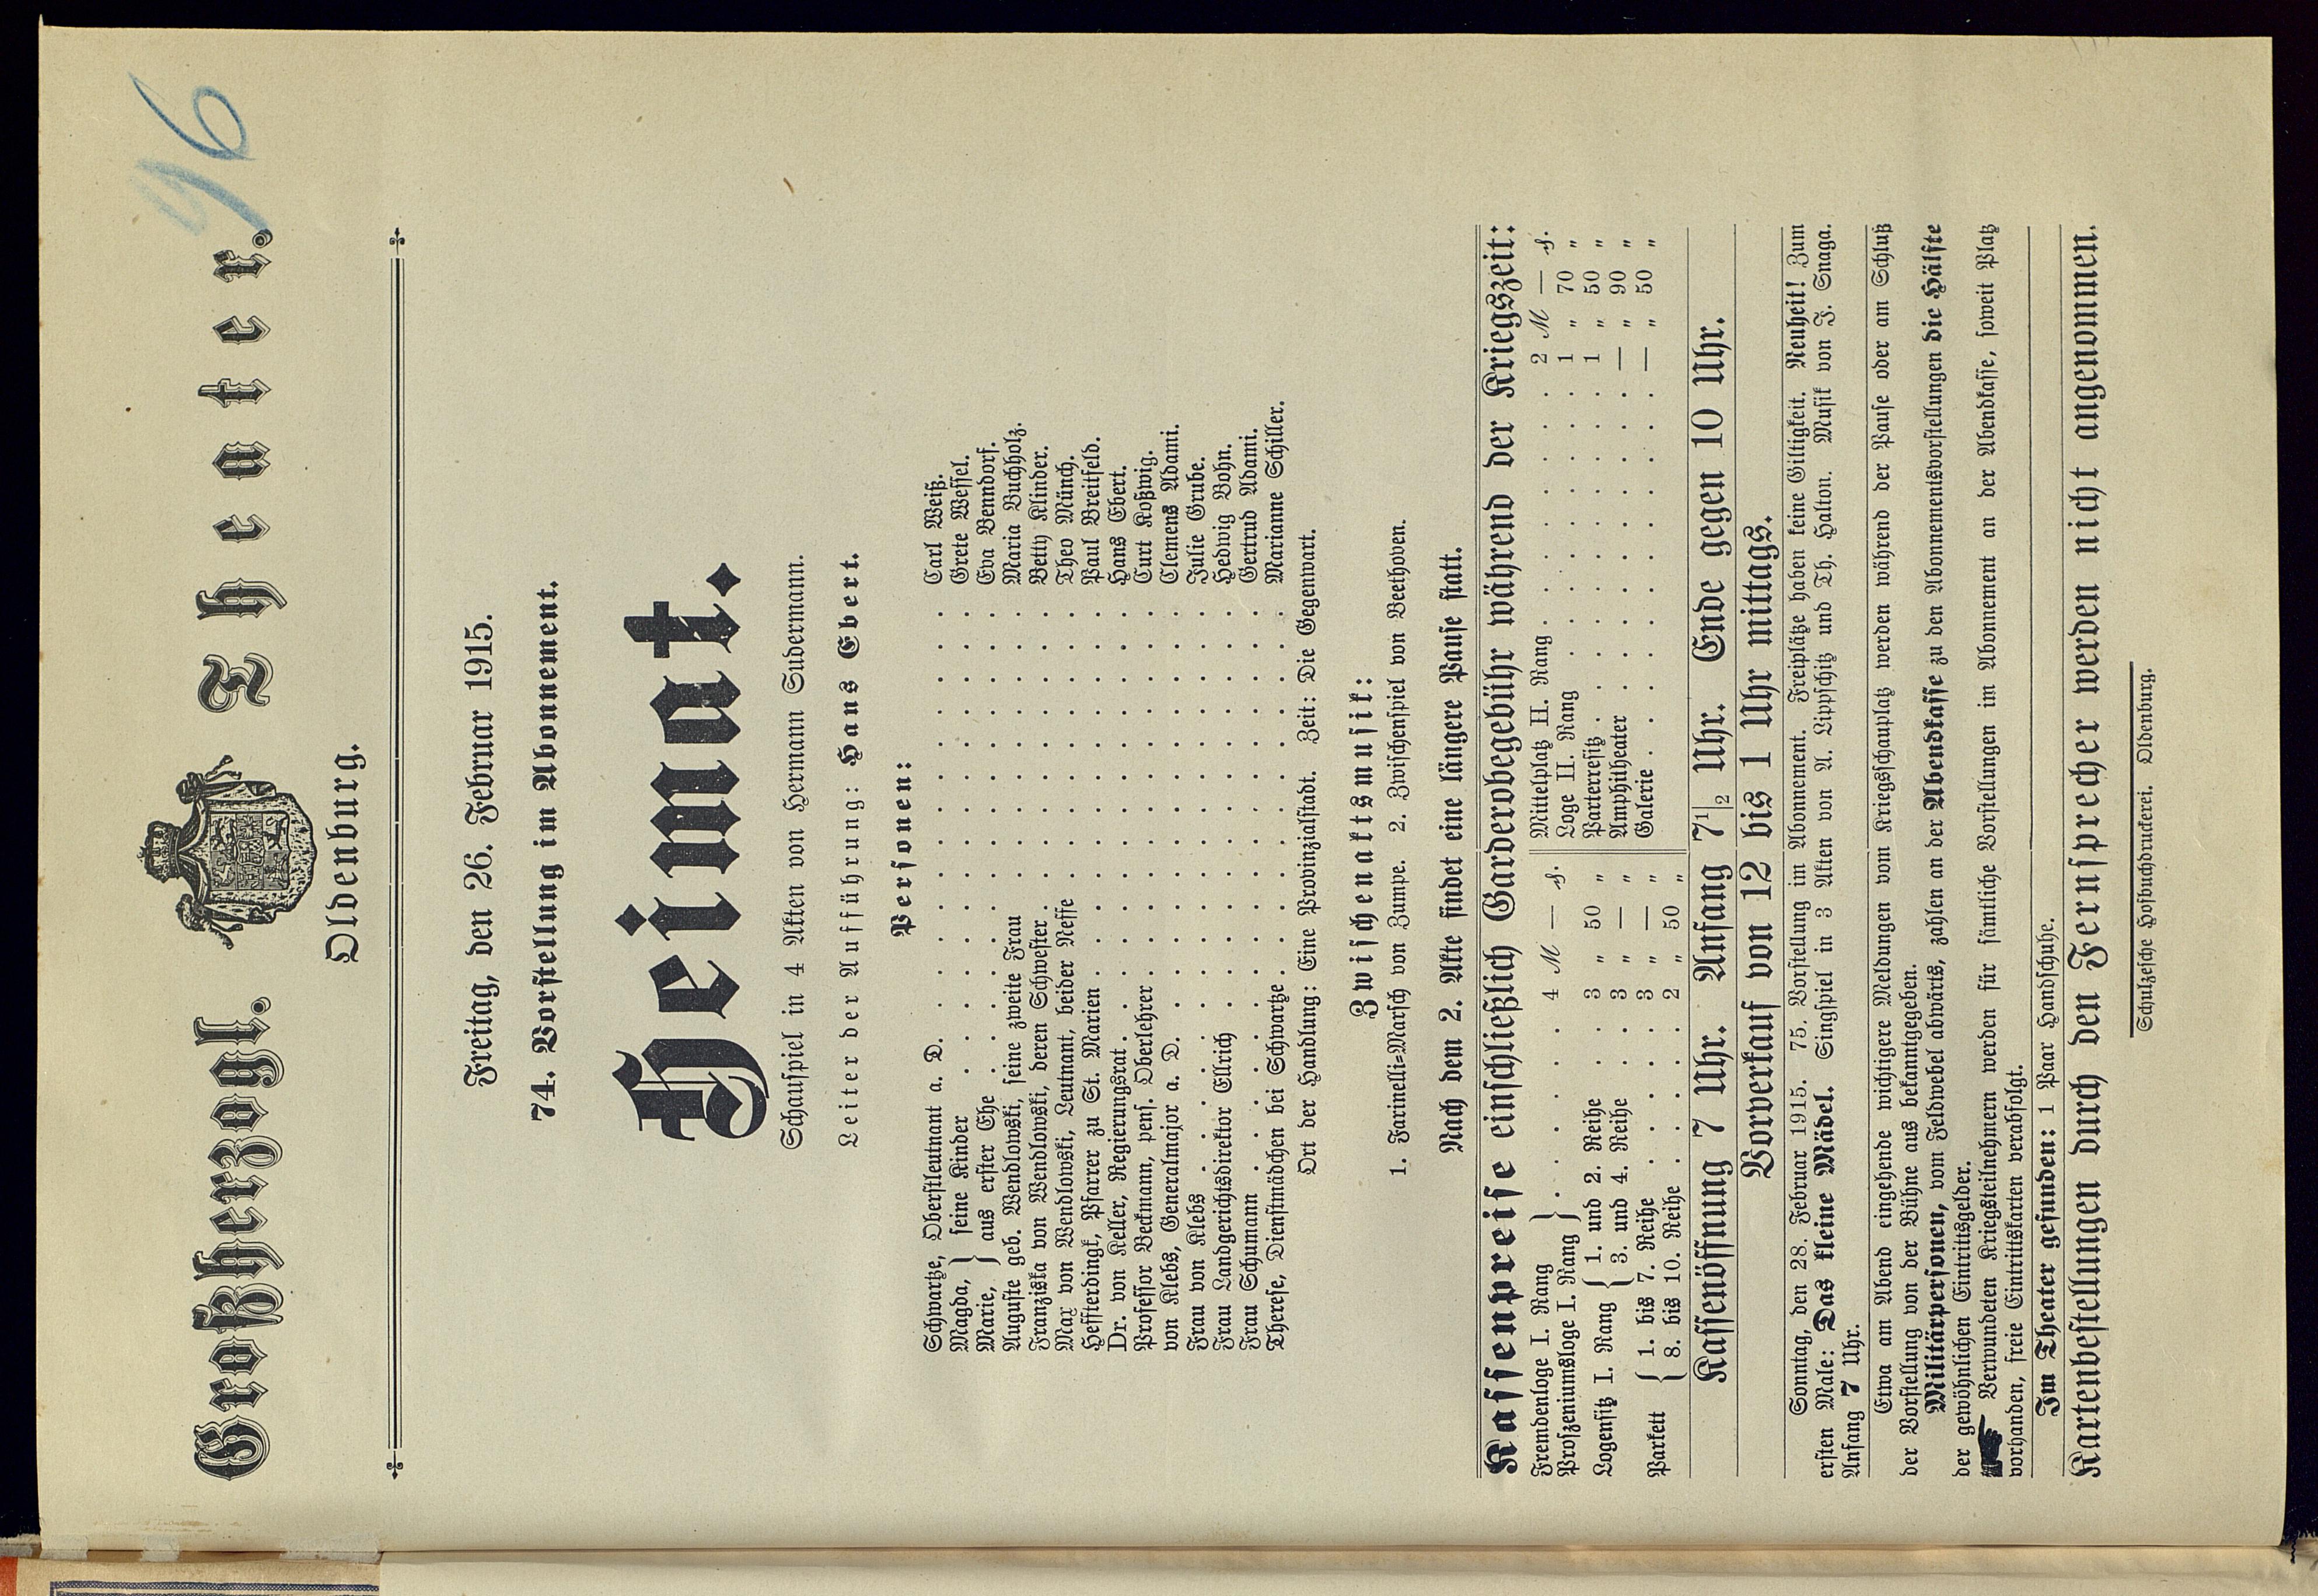 96
Großherzogl. Theater.
Oldenburg.
Freitag, den 26. Februar 1915.
74. Vorstellung im Abonnement.
Heimat.
Schauspiel in 4 Akten von Hermann Sudermann.
Leiter der Aufführung: Hans Ebert.
Personen:
Schwartze, Oberstleutnant a. D. . . . . . . . Carl Weiß.
Magda, } seine Kinder . . . . . . . . Grete Wessel.
Marie, } aus erster Ehe . . . . . . . . Eva Benndorf.
Auguste geb. Wendlowski, seine zweite Frau . . . . . . Maria Buchholz.
Franziska von Wendlowski, deren Schwester . . . . . . Betty Klinder.
Max von Wendlowski, Leutnant, beider Neffe . . . . . . Theo Münch.
Heffterdingk, Pfarrer zu St. Marien . . . . . . . Paul Breitfeld.
Dr. von Keller, Regierungsrat . . . . . . . . Hans Ebert.
Professor Beckmann, pens. Oberlehrer . . . . . . . Curt Koßwig.
von Klebs, Generalmajor a. D. . . . . . . . . Clemens Adami.
Frau von Klebs . . . . . . . . . Julie Grube.
Frau Landgerichtsdirektor Ellrich . . . . . . . . Hedwig Bohn.
Frau Schumann . . . . . . . . . Gertrud Adami.
Therese, Dienstmädchen bei Schwartze . . . . . . . Marianne Schiller.
Ort der Handlung: Eine Provinzialstadt. Zeit: Die Gegenwart.
Zwischenaktsmusik:
1. Farinelli=Marsch von Zumpe. 2. Zwischenspiel von Beethoven.
Nach dem 2. Akte findet eine längere Pause statt.
Kassenpreise einschließlich Garderobegebühr während der Kriegszeit:
Fremdenloge I. Rang
Proszeniumsloge I. Rang } . . . . 4 M — ₰.
Logensitz I. Rang { 1. und 2. Reihe . . 3 " 50 "
3. und 4. Reihe . . 3 " — "
Parkett { 1. bis 7. Reihe . . . 3 " — "
8. bis 10. Reihe . . . 2 " 50 "
Mittelplatz II. Rang . . . . . 2 M — ₰.
Loge II. Rang . . . . . . 1 " 70 "
Parterresitz . . . . . . . 1 " 50 "
Amphitheater . . . . . . — " 90 "
Galerie . . . . . . . — " 50 "
Kassenöffnung 7 Uhr. Anfang 7½ Uhr. Ende gegen 10 Uhr.
Vorverkauf von 12 bis 1 Uhr mittags.
Sonntag, den 28. Februar 1915. 75. Vorstellung im Abonnement. Freiplätze haben keine Giltigkeit. Neuheit! Zum
ersten Male: Das kleine Mädel. Singspiel in 3 Akten von A. Lippschitz und Th. Halton. Musik von J. Snaga.
Anfang 7 Uhr.
Etwa am Abend eingehende wichtigere Meldungen vom Kriegsschauplatz werden während der Pause oder am Schluß
der Vorstellung von der Bühne aus bekanntgegeben.
Militärpersonen, vom Feldwebel abwärts, zahlen an der Abendkasse zu den Abonnementsvorstellungen die Hälfte
der gewöhnlichen Eintrittsgelder.
Verwundeten Kriegsteilnehmern werden für sämtliche Vorstellungen im Abonnement an der Abendkasse, soweit Platz
vorhanden, freie Eintrittskarten verabfolgt.
Im Theater gefunden: 1 Paar Handschuhe.
Kartenbestellungen durch den Fernsprecher werden nicht angenommen.
Schulzesche Hofbuchdruckerei. Oldenburg.